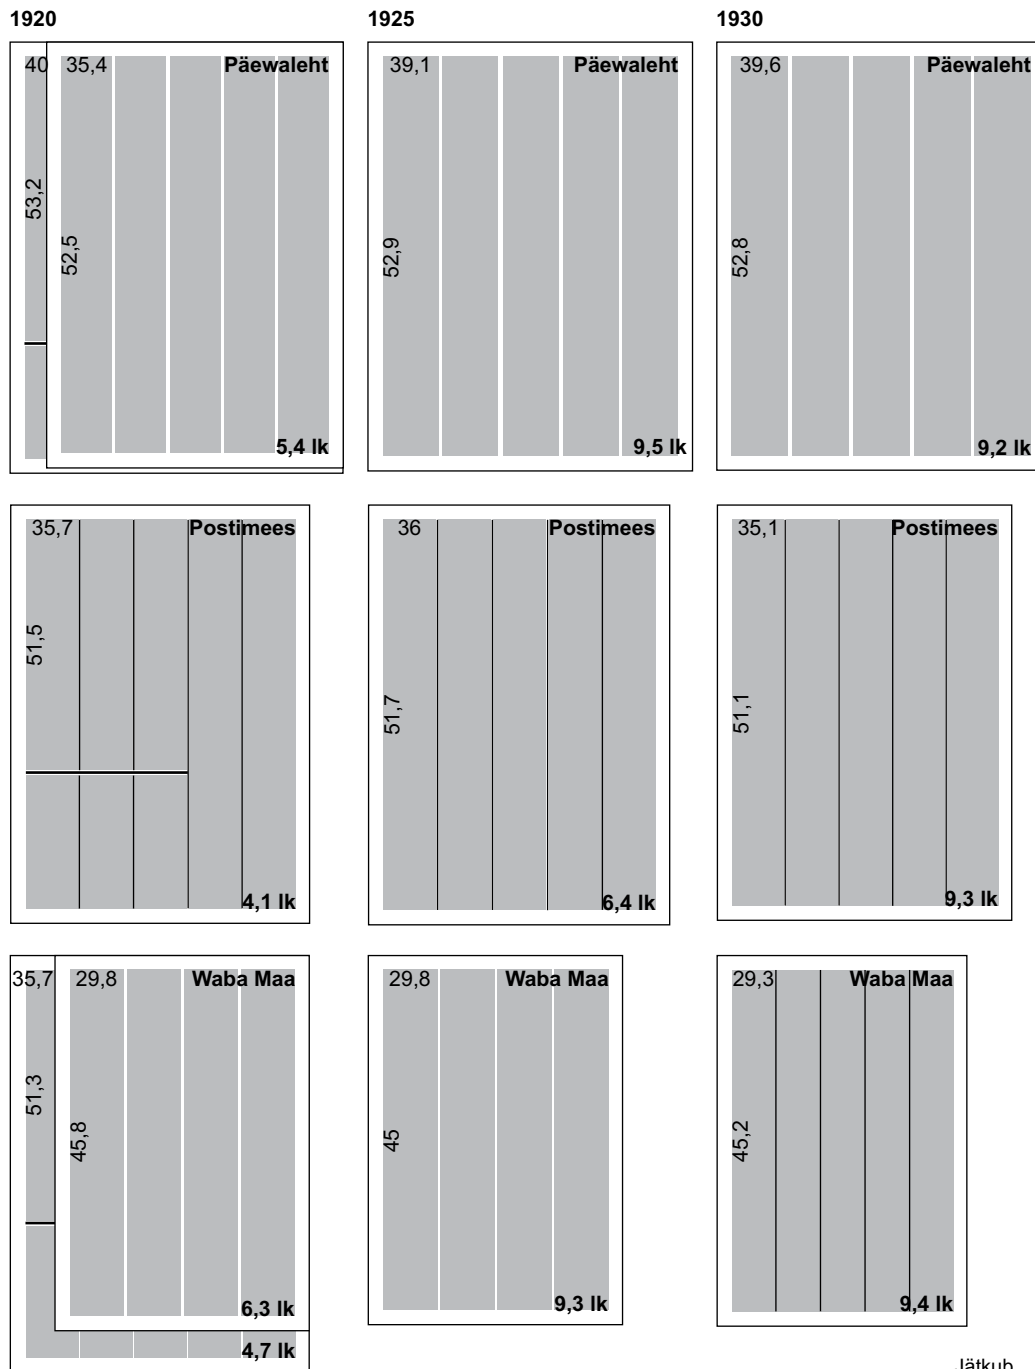 1920 1925 1930
40 35,4 Päewaleht
53,2
52,5
5,4 lk
39,1 Päewaleht
52,9
9,5 lk
39,6 Päewaleht
52,8
9,2 lk
35,7 Postimees
51,5
4,1 lk
36 Postimees
51,7
6,4 lk
35,1 Postimees
51,1
9,3 lk
35,7 29,8 Waba Maa
51,3
45,8
6,3 lk
4,7 lk
29,8 Waba Maa
45
9,3 lk
29,3 Waba Maa
45,2
9,4 lk
Jätkub